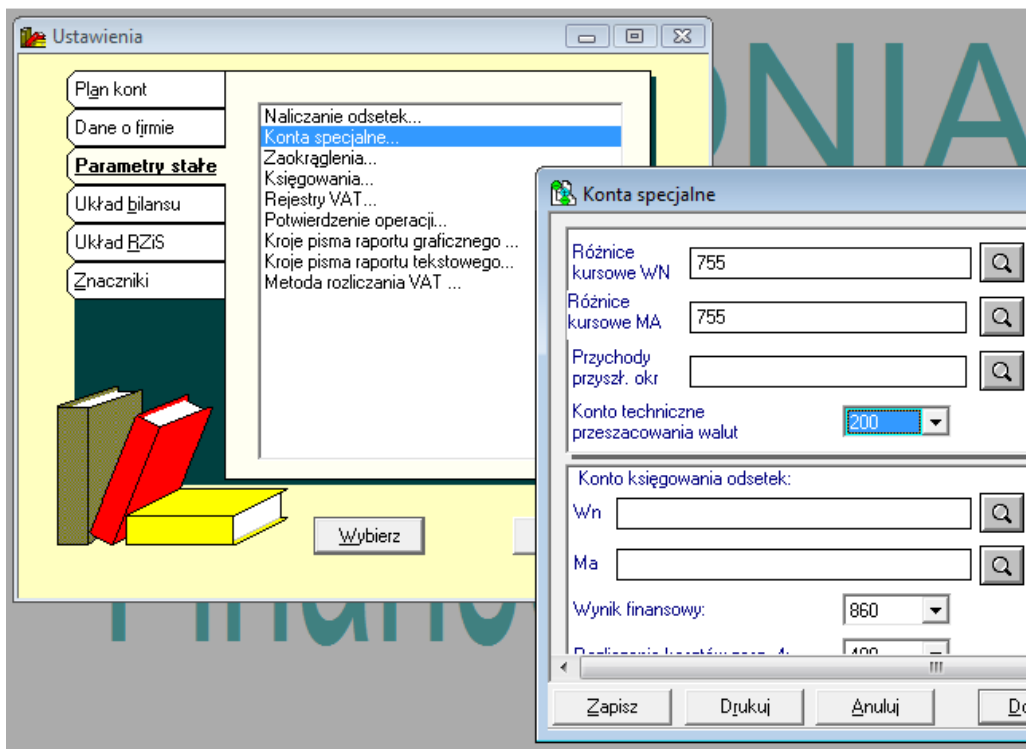 Ustawienia
Plan kont
Dane o firmie
Parametry stałe
Układ bilansu
Układ RZiS
Znaczniki
Naliczanie odsetek...
Konta specjalne...
Zaokrąglenia...
Księgowania...
Rejestry VAT...
Potwierdzenie operacji...
Kroje pisma raportu graficznego ...
Kroje pisma raportu tekstowego...
Metoda rozliczania VAT ...
Wybierz
Konta specjalne
Różnice
kursowe WN
755
Różnice
kursowe MA
755
Przychody
przyszł. okr
Konto techniczne
przeszacowania walut
200
Konto księgowania odsetek:
Wn
Ma
Wynik finansowy:
860
Zapisz
Drukuj
Anuluj